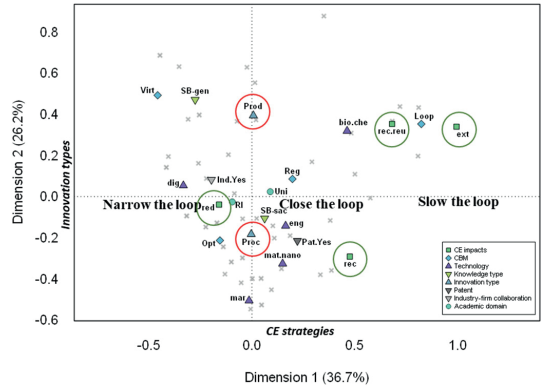 0.8
0.6
0.4
0.2
0.0
-0.2
-0.4
-0.6
Dimension 2 (26.2%)
Innovation types
Virt
SB-gen
Prod
bio.che
rec.reu
Loop
ext
dig
Ind.Yes
Reg
Uni
Narrow the loop
red
RI
Close the loop
Slow the loop
SB-sac
eng
Opt
Proc
Pat.Yes
mat.nano
rec
mar
CE impacts
CBM
Technology
Knowledge type
Innovation type
Patent
Industry-firm collaboration
Academic domain
CE strategies
-0.5
0.0
0.5
1.0
Dimension 1 (36.7%)